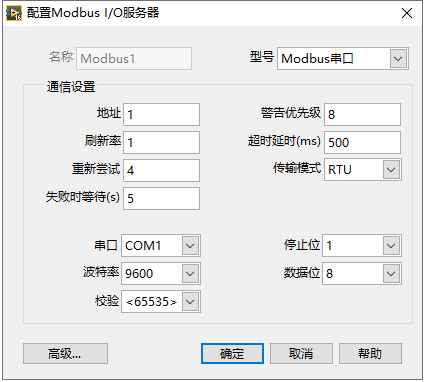 配置Modbus I/O服务器
名称 Modbus1 型号 Modbus串口
通信设置
地址 1 警告优先级 8
刷新率 1 超时延时(ms) 500
重新尝试 4 传输模式 RTU
失败时等待(s) 5
串口 COM1 停止位 1
波特率 9600 数据位 8
校验 <65535>
高级... 确定 取消 帮助